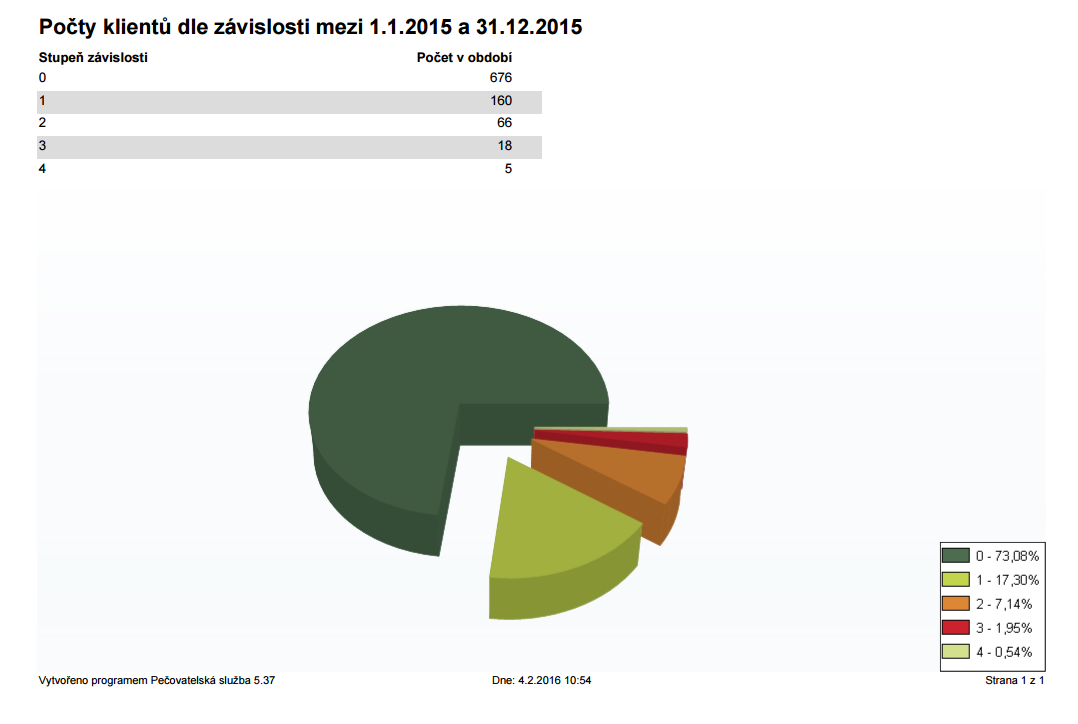 Počty klientů dle závislosti mezi 1.1.2015 a 31.12.2015
Stupeň závislosti Počet v období
0 676
1 160
2 66
3 18
4 5
0 - 73,08%
1 - 17,30%
2 - 7,14%
3 - 1,95%
4 - 0,54%
Vytvořeno programem Pečovatelská služba 5.37 Dne: 4.2.2016 10:54 Strana 1 z 1